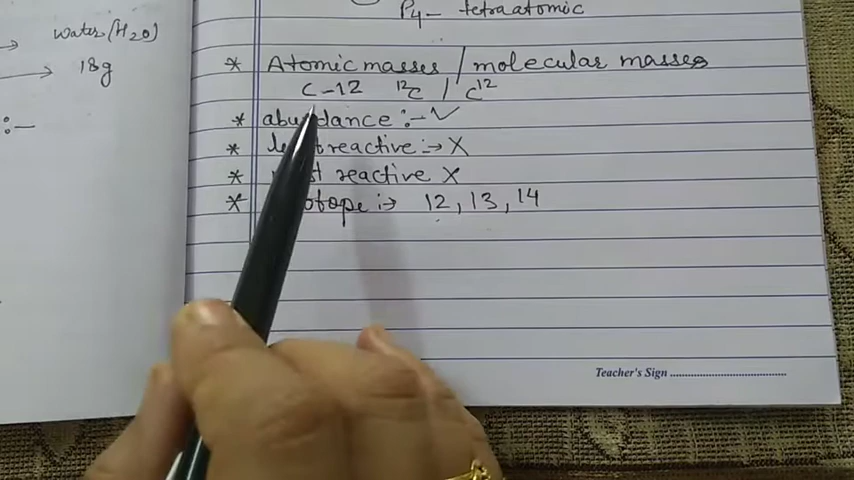 P4- tetraatomic
Water (H2O)
18g
:-
* Atomic masses / molecular masses
C-12 12C / C12
* abundance :- ✓
* reactive :→ X
* reactive X
* :→ 12, 13, 14
Teacher's Sign